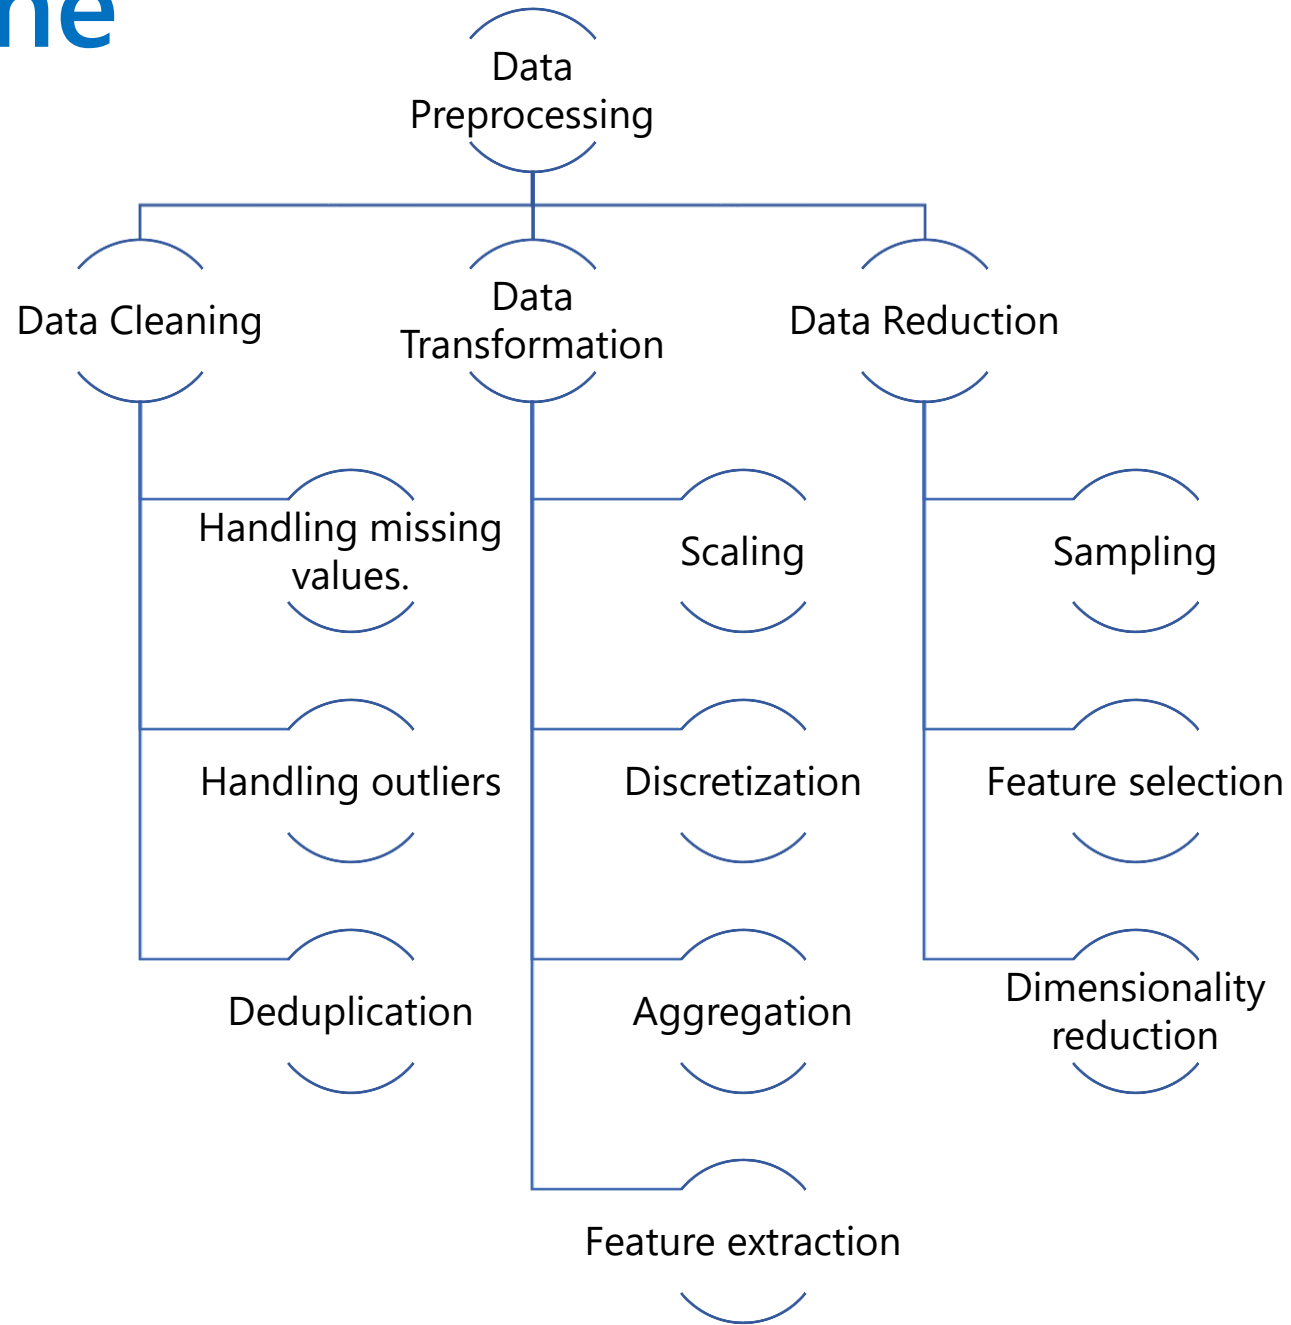 Data
Preprocessing
Data Cleaning
Data
Transformation
Data Reduction
Handling missing
values.
Scaling
Sampling
Handling outliers
Discretization
Feature selection
Deduplication
Aggregation
Dimensionality
reduction
Feature extraction